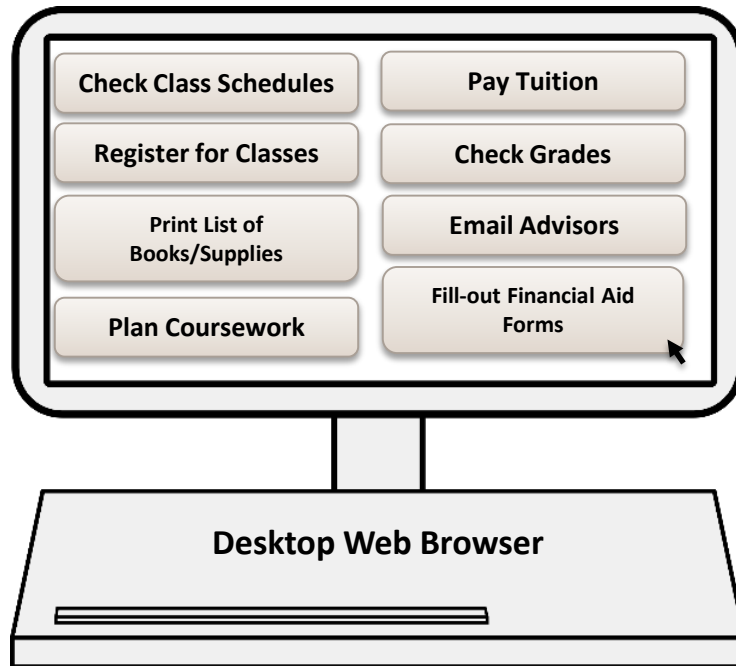 Check Class Schedules
Pay Tuition
Register for Classes
Check Grades
Print List of
Books/Supplies
Email Advisors
Plan Coursework
Fill-out Financial Aid
Forms
Desktop Web Browser